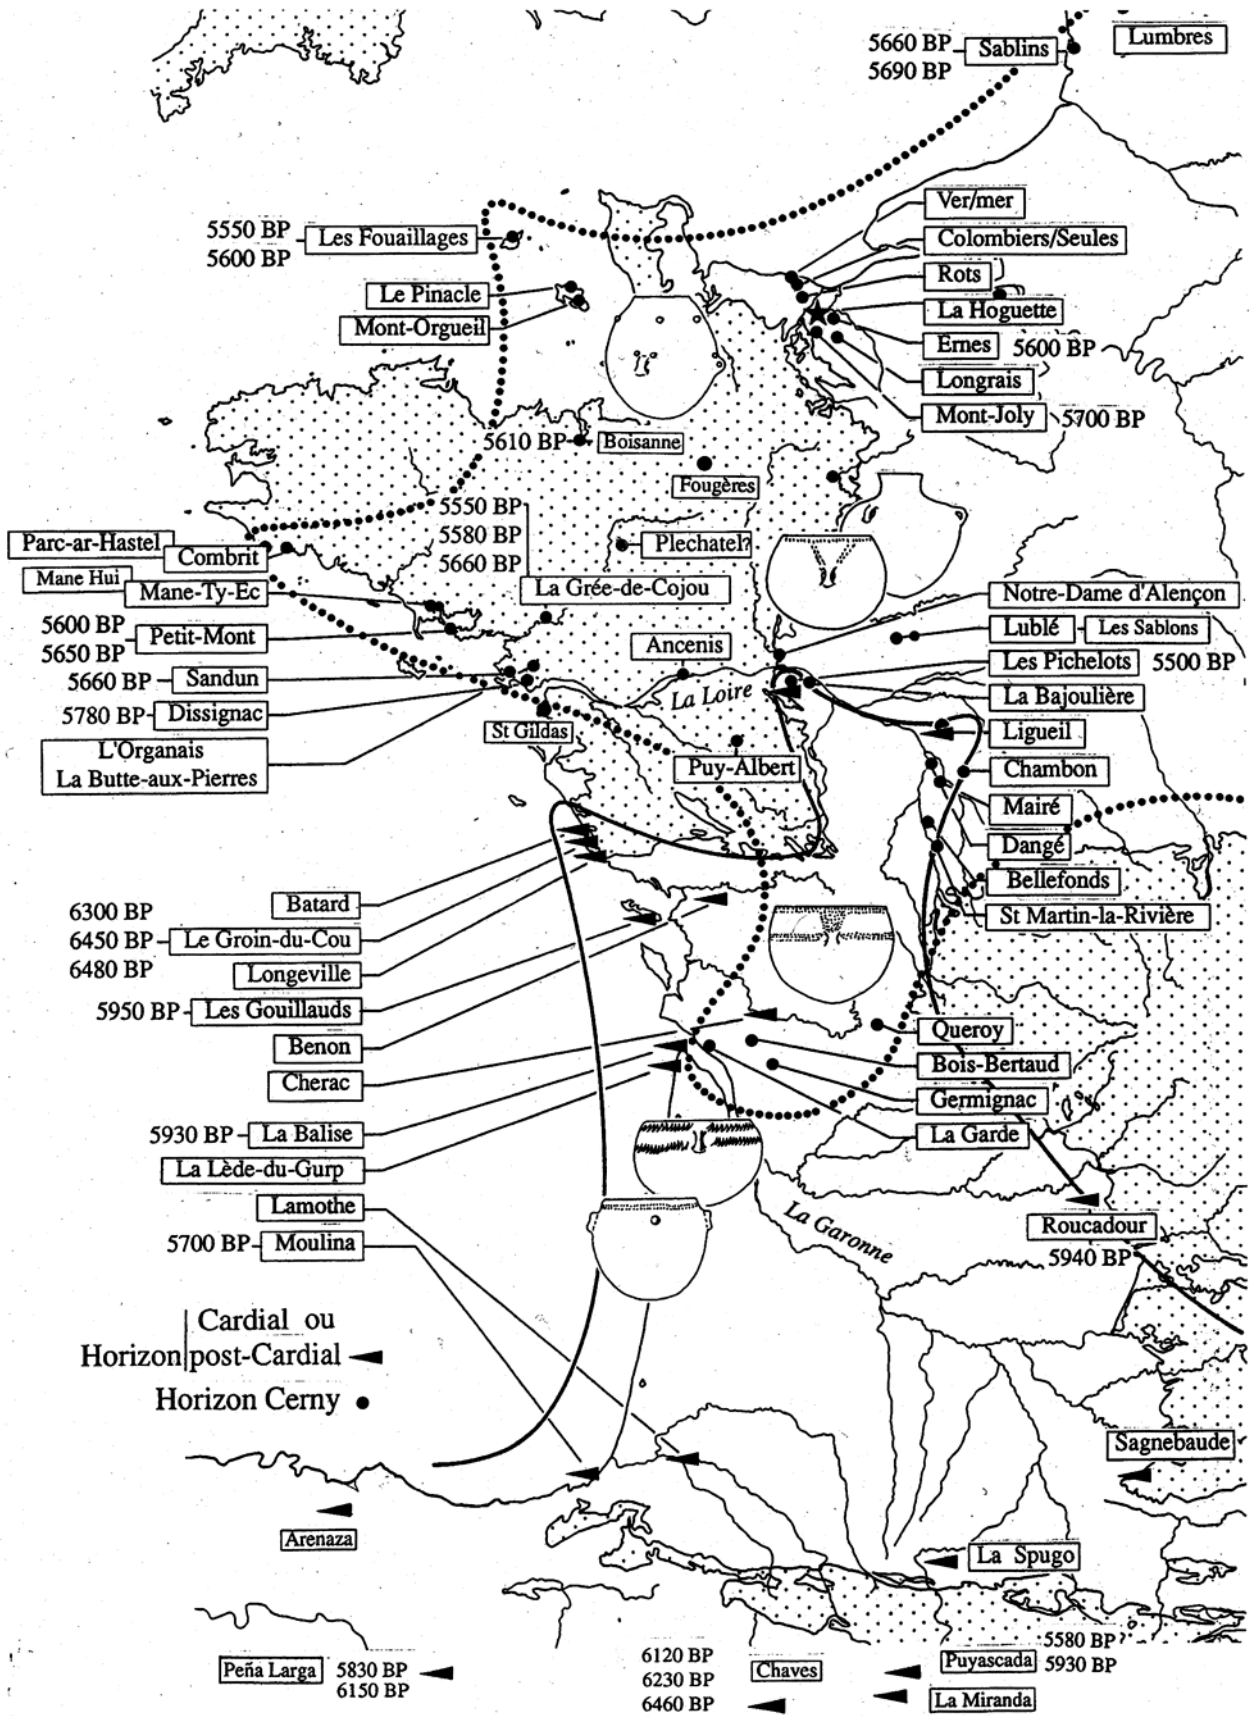 Lumbres
5660 BP
Sablins
5690 BP
Ver/mer
5550 BP
Les Fouaillages
5600 BP
Colombiers/Seules
Rots
Le Pinacle
La Hoguette
Mont-Orgueil
Ernes 5600 BP
Longrais
Mont-Joly 5700 BP
5610 BP
Boisanne
Fougères
5550 BP
5580 BP
5660 BP
La Grée-de-Cojou
Plechatel?
Parc-ar-Hastel
Combrit
Mane Hui
Mane-Ty-Ec
5600 BP
Petit-Mont
5650 BP
5660 BP Sandun
5780 BP Dissignac
L'Organais
La Butte-aux-Pierres
St Gildas
Ancenis
La Loire
Puy-Albert
Notre-Dame d'Alençon
Lublé Les Sablons
Les Pichelots 5500 BP
La Bajoulière
Ligueil
Chambon
Mairé
Dangé
Bellefonds
St Martin-la-Rivière
Batard
6300 BP
6450 BP Le Groin-du-Cou
6480 BP
Longeville
5950 BP Les Gouillauds
Benon
Cherac
5930 BP La Balise
La Lède-du-Gurp
Lamothe
5700 BP Moulina
Queroy
Bois-Bertaud
Germignac
La Garde
La Garonne
Roucadour
5940 BP
Cardial ou
Horizon post-Cardial
Horizon Cerny
Sagnebaude
Arenaza
La Spugo
Peña Larga 5830 BP
6150 BP
6120 BP
6230 BP
6460 BP
Chaves
5580 BP?
Puyascada 5930 BP
La Miranda